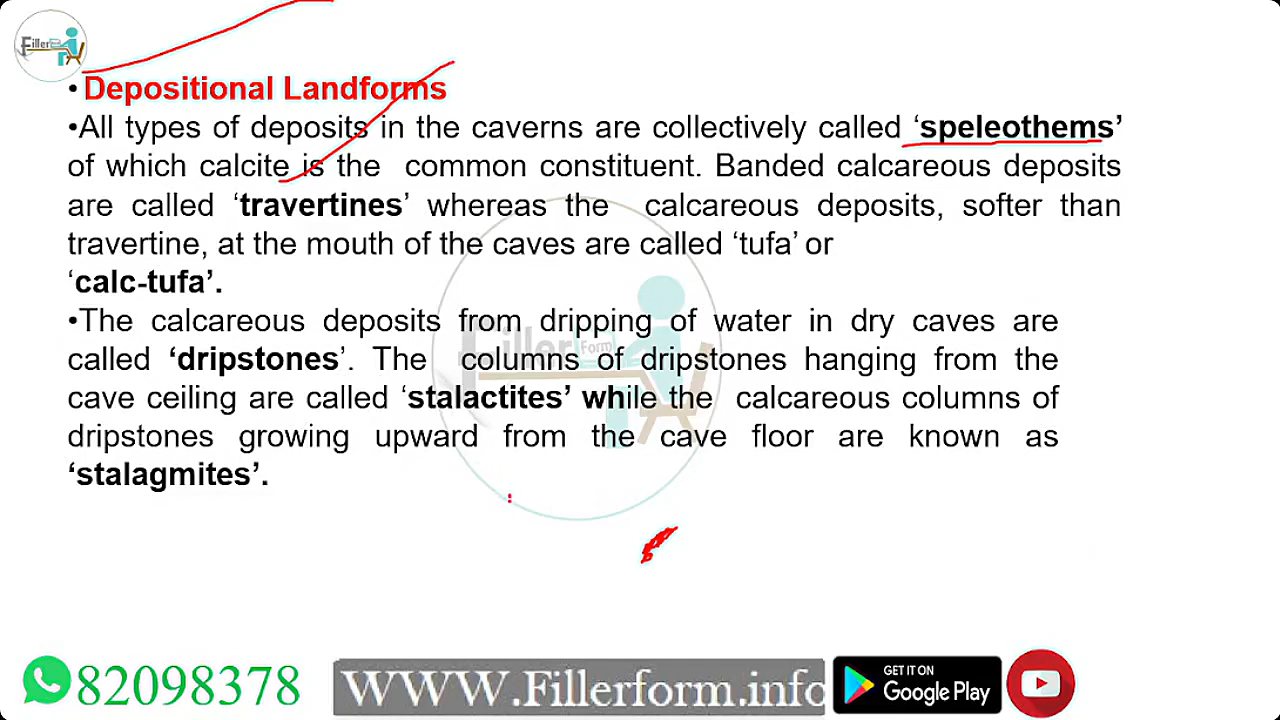 Filler
•Depositional Landforms
•All types of deposits in the caverns are collectively called ‘speleothems’
of which calcite is the common constituent. Banded calcareous deposits
are called ‘travertines’ whereas the calcareous deposits, softer than
travertine, at the mouth of the caves are called ‘tufa’ or
‘calc-tufa’.
•The calcareous deposits from dripping of water in dry caves are
called ‘dripstones’. The columns of dripstones hanging from the
cave ceiling are called ‘stalactites’ while the calcareous columns of
dripstones growing upward from the cave floor are known as
‘stalagmites’.
Filler Form
82098378
WWW.Fillerform.info
GET IT ON
Google Play